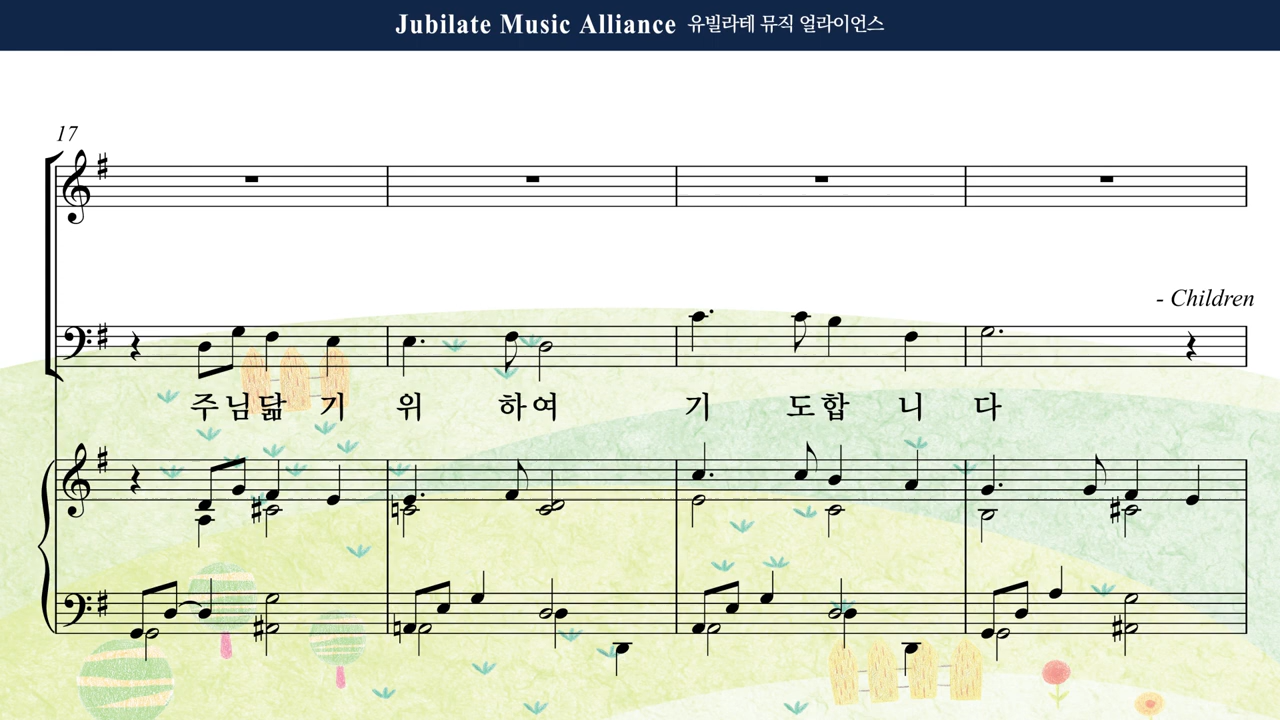 Jubilate Music Alliance 유빌라테 뮤직 얼라이언스
17
- Children
주님닮 기 위 하여 기 도합 니 다